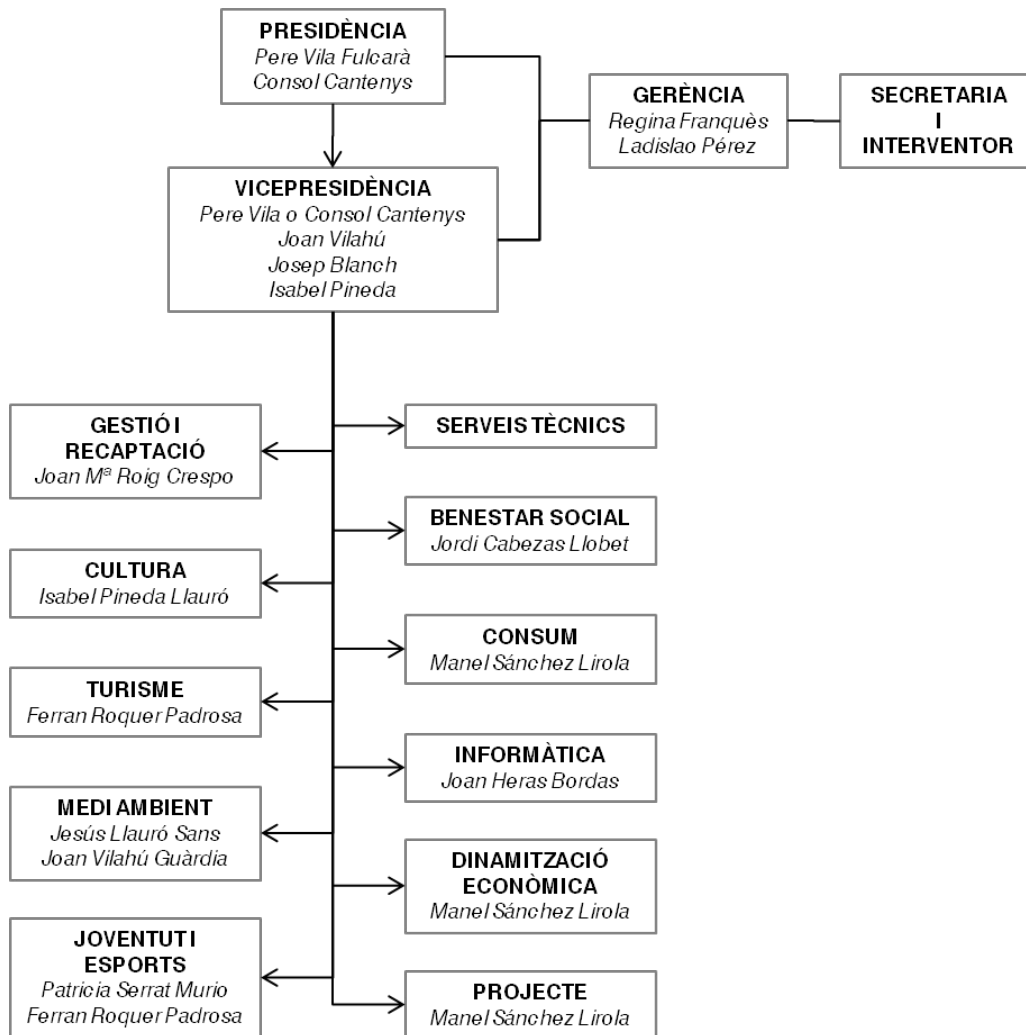 PRESIDÈNCIA
Pere Vila Fulcarà
Consol Cantenys
GERÈNCIA
Regina Franquès
Ladislao Pérez
SECRETARIA
I
INTERVENTOR
VICEPRESIDÈNCIA
Pere Vila o Consol Cantenys
Joan Vilahú
Josep Blanch
Isabel Pineda
GESTIÓ I
RECAPTACIÓ
Joan Mª Roig Crespo
SERVEIS TÈCNICS
BENESTAR SOCIAL
Jordi Cabezas Llobet
CULTURA
Isabel Pineda Llauró
CONSUM
Manel Sánchez Lirola
TURISME
Ferran Roquer Padrosa
INFORMÀTICA
Joan Heras Bordas
MEDI AMBIENT
Jesús Llauró Sans
Joan Vilahú Guàrdia
DINAMITZACIÓ
ECONÒMICA
Manel Sánchez Lirola
JOVENTUT I
ESPORTS
Patricia Serrat Murio
Ferran Roquer Padrosa
PROJECTE
Manel Sánchez Lirola